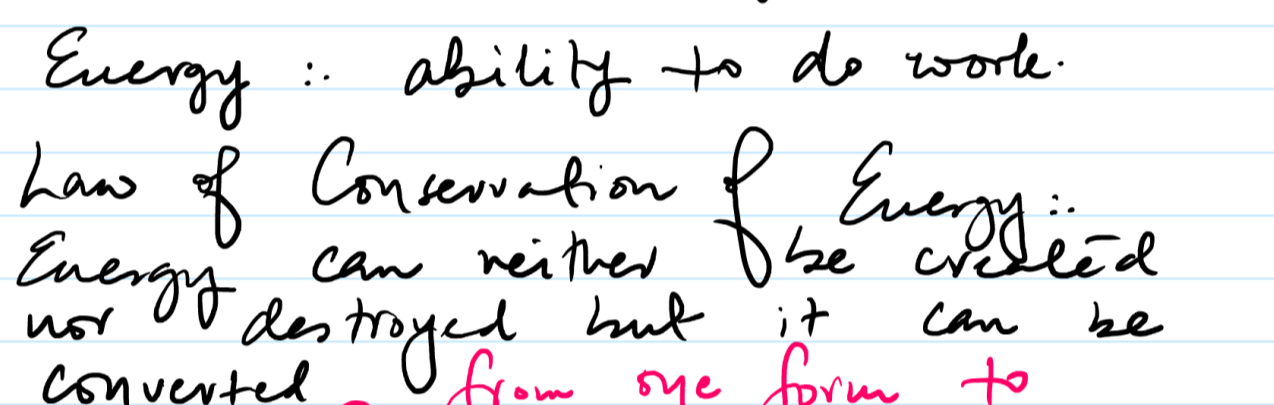 Energy :. ability to do work.
Law of Conservation of Energy :.
Energy can neither be created
nor destroyed but it can be
converted from one form to